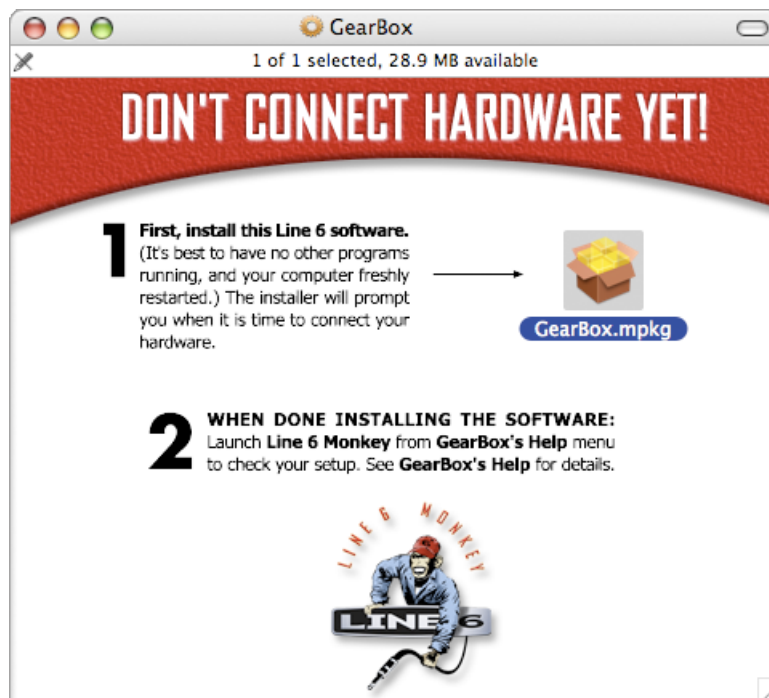 GearBox
1 of 1 selected, 28.9 MB available
DON'T CONNECT HARDWARE YET!
1
First, install this Line 6 software.
(It's best to have no other programs
running, and your computer freshly
restarted.) The installer will prompt
you when it is time to connect your
hardware.
GearBox.mpkg
2
WHEN DONE INSTALLING THE SOFTWARE:
Launch Line 6 Monkey from GearBox's Help menu
to check your setup. See GearBox's Help for details.
LINE 6 MONKEY
LINE 6